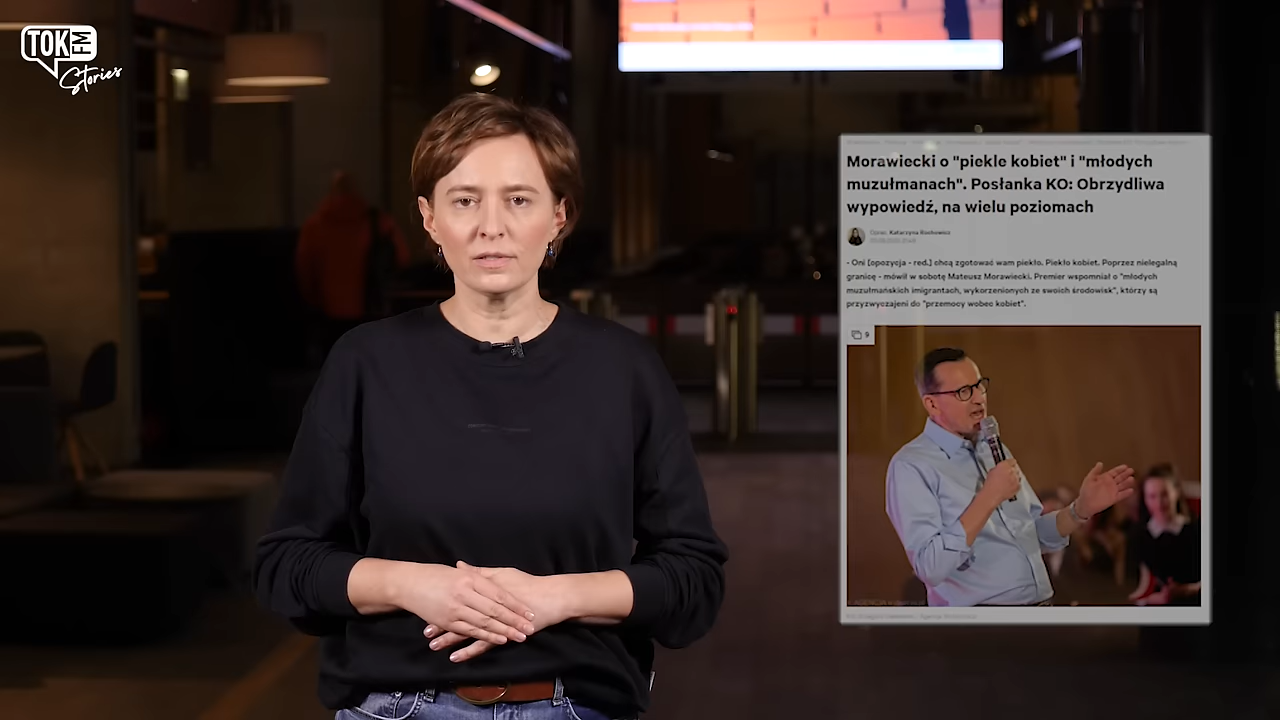 TOK FM
Stories
Morawiecki o "piekle kobiet" i "młodych
muzułmanach". Posłanka KO: Obrzydliwa
wypowiedź, na wielu poziomach
- Oni [opozycja - red.] chcą zgotować wam piekło. Piekło kobiet. Poprzez nielegalną
granicę - mówił w sobotę Mateusz Morawiecki. Premier wspomniał o "młodych
muzułmańskich imigrantach, wykorzenionych ze swoich środowisk", którzy są
przyzwyczajeni do "przemocy wobec kobiet".
9